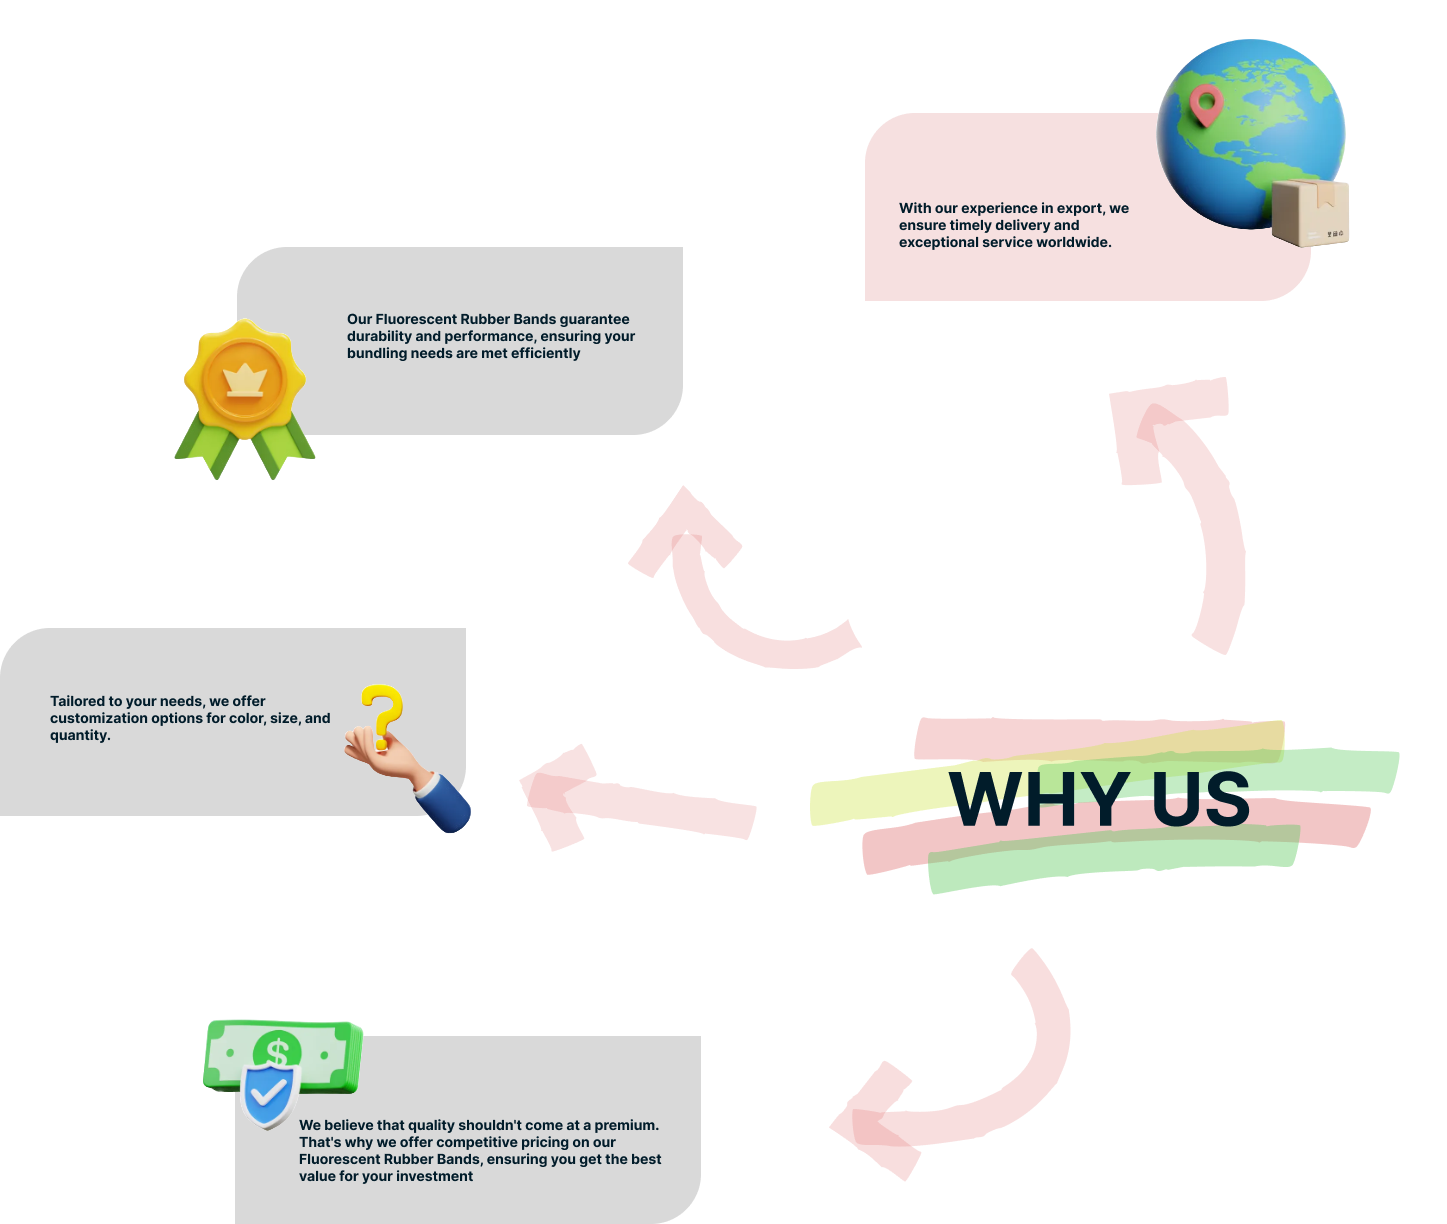 With our experience in export, we
ensure timely delivery and
exceptional service worldwide.
Our Fluorescent Rubber Bands guarantee
durability and performance, ensuring your
bundling needs are met efficiently
Tailored to your needs, we offer
customization options for color, size, and
quantity.
WHY US
We believe that quality shouldn't come at a premium.
That's why we offer competitive pricing on our
Fluorescent Rubber Bands, ensuring you get the best
value for your investment